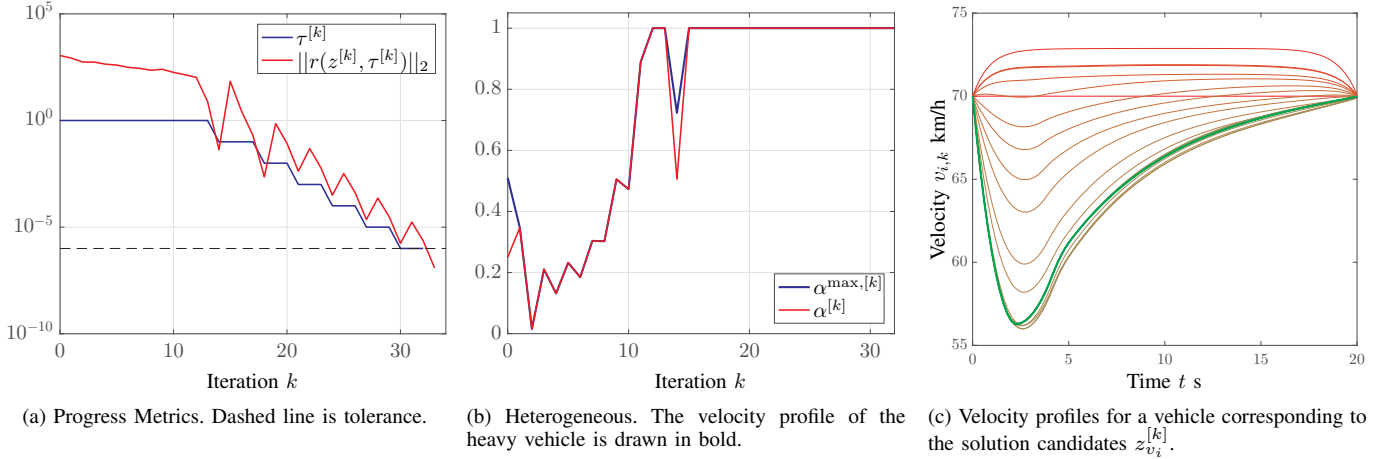 10^5
10^0
10^{-5}
10^{-10}
0 10 20 30
Iteration k
τ^{[k]}
||r(z^{[k]}, τ^{[k]})||_2
(a) Progress Metrics. Dashed line is tolerance.
1
0.8
0.6
0.4
0.2
0
0 10 20 30
Iteration k
α^{max,[k]}
α^{[k]}
(b) Heterogeneous. The velocity profile of the
heavy vehicle is drawn in bold.
75
70
65
60
55
Velocity v_{i,k} km/h
0 5 10 15 20
Time t s
(c) Velocity profiles for a vehicle corresponding to
the solution candidates z_{v_i}^{[k]}.